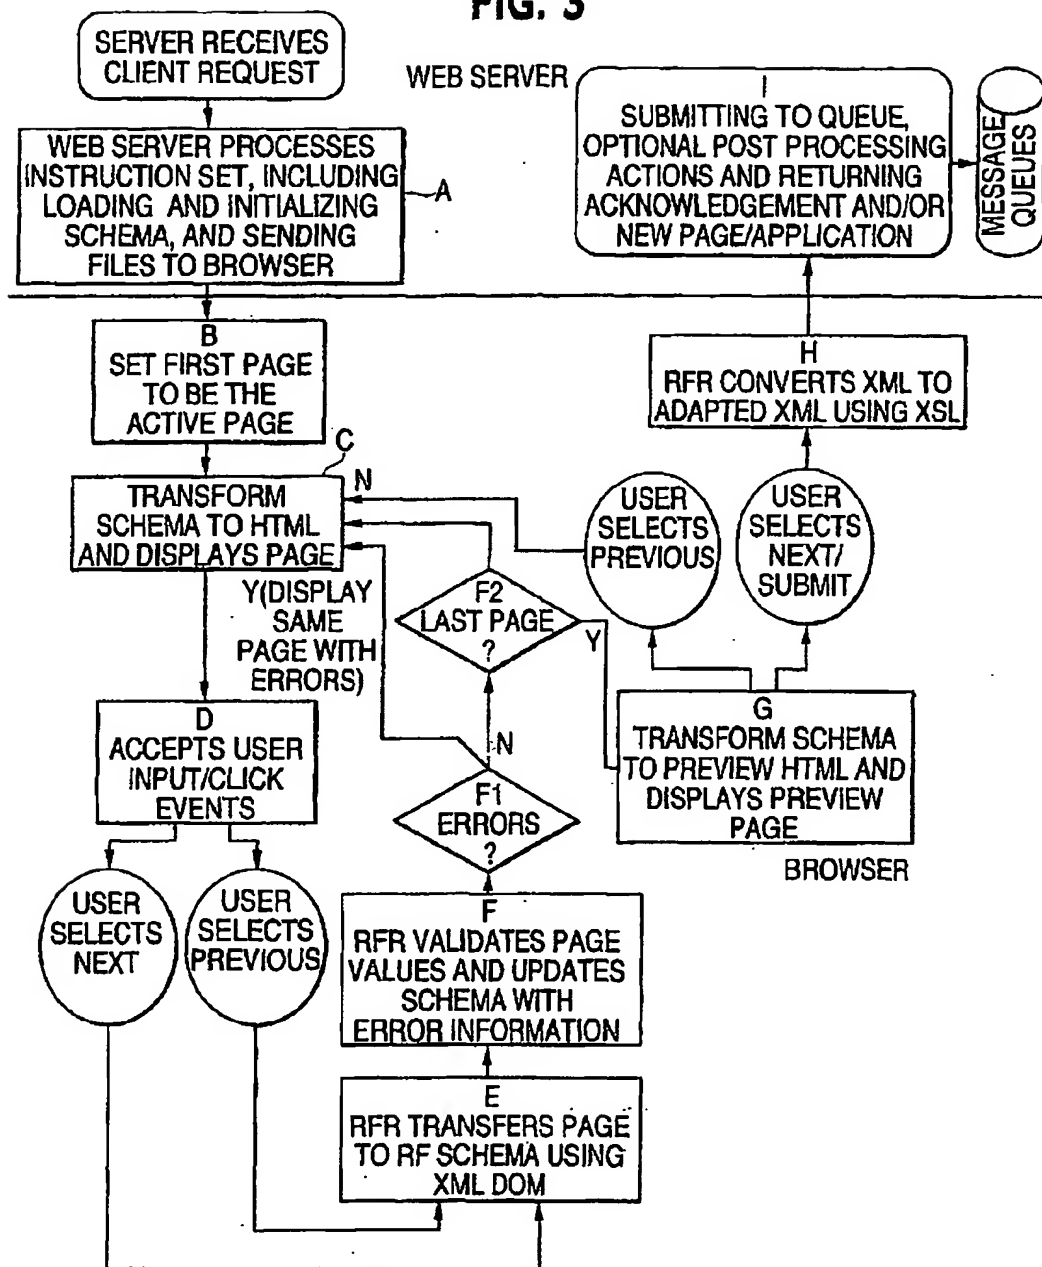 FIG. 3
SERVER RECEIVES
CLIENT REQUEST
WEB SERVER
WEB SERVER PROCESSES
INSTRUCTION SET, INCLUDING
LOADING AND INITIALIZING
SCHEMA, AND SENDING
FILES TO BROWSER
A
I
SUBMITTING TO QUEUE,
OPTIONAL POST PROCESSING
ACTIONS AND RETURNING
ACKNOWLEDGEMENT AND/OR
NEW PAGE/APPLICATION
MESSAGE/
QUEUES
B
SET FIRST PAGE
TO BE THE
ACTIVE PAGE
H
RFR CONVERTS XML TO
ADAPTED XML USING XSL
C
TRANSFORM
SCHEMA TO HTML
AND DISPLAYS PAGE
N
USER
SELECTS
PREVIOUS
USER
SELECTS
NEXT/
SUBMIT
Y(DISPLAY
SAME
PAGE WITH
ERRORS)
F2
LAST PAGE
?
Y
G
TRANSFORM SCHEMA
TO PREVIEW HTML AND
DISPLAYS PREVIEW
PAGE
BROWSER
D
ACCEPTS USER
INPUT/CLICK
EVENTS
N
F1
ERRORS
?
USER
SELECTS
NEXT
USER
SELECTS
PREVIOUS
F
RFR VALIDATES PAGE
VALUES AND UPDATES
SCHEMA WITH
ERROR INFORMATION
E
RFR TRANSFERS PAGE
TO RF SCHEMA USING
XML DOM